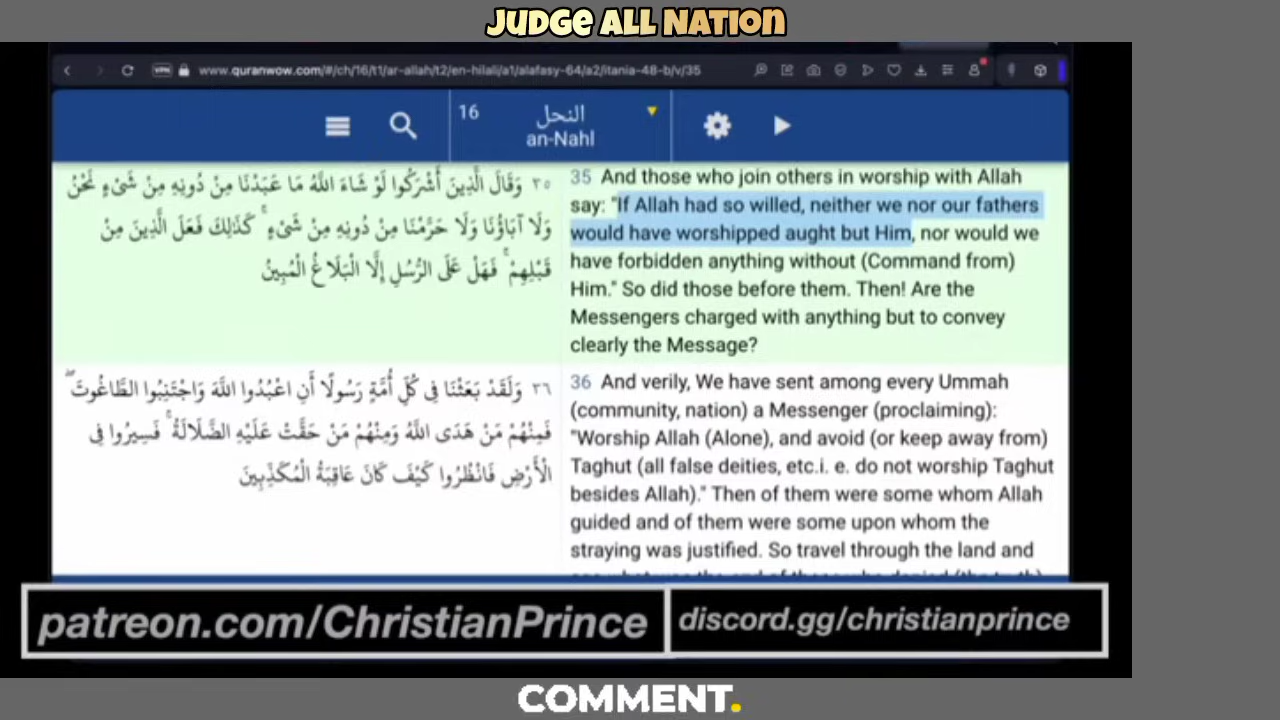 JUDGE ALL NATION
www.quranwow.com/#/ch/16/t1/ar-allah/t2/en-hilali/a1/alafasy-64/a2/itania-48-b/v/35
16
النحل
an-Nahl
٣٥ وَقَالَ الَّذِينَ أَشْرَكُوا لَوْ شَاءَ اللَّهُ مَا عَبَدْنَا مِنْ دُونِهِ مِنْ شَىْءٍ نَحْنُ
وَلَا آبَاؤُنَا وَلَا حَرَّمْنَا مِنْ دُونِهِ مِنْ شَىْءٍ ۚ كَذَٰلِكَ فَعَلَ الَّذِينَ مِنْ
قَبْلِهِمْ ۚ فَهَلْ عَلَى الرُّسُلِ إِلَّا الْبَلَاغُ الْمُبِينُ
35 And those who join others in worship with Allah
say: "If Allah had so willed, neither we nor our fathers
would have worshipped aught but Him, nor would we
have forbidden anything without (Command from)
Him." So did those before them. Then! Are the
Messengers charged with anything but to convey
clearly the Message?
٣٦ وَلَقَدْ بَعَثْنَا فِى كُلِّ أُمَّةٍ رَسُولًا أَنِ اعْبُدُوا اللَّهَ وَاجْتَنِبُوا الطَّاغُوتَ ۖ
فَمِنْهُمْ مَنْ هَدَى اللَّهُ وَمِنْهُمْ مَنْ حَقَّتْ عَلَيْهِ الضَّلَالَةُ ۚ فَسِيرُوا فِى
الْأَرْضِ فَانْظُرُوا كَيْفَ كَانَ عَاقِبَةُ الْمُكَذِّبِينَ
36 And verily, We have sent among every Ummah
(community, nation) a Messenger (proclaiming):
"Worship Allah (Alone), and avoid (or keep away from)
Taghut (all false deities, etc.i. e. do not worship Taghut
besides Allah)." Then of them were some whom Allah
guided and of them were some upon whom the
straying was justified. So travel through the land and
patreon.com/ChristianPrince
discord.gg/christianprince
COMMENT.